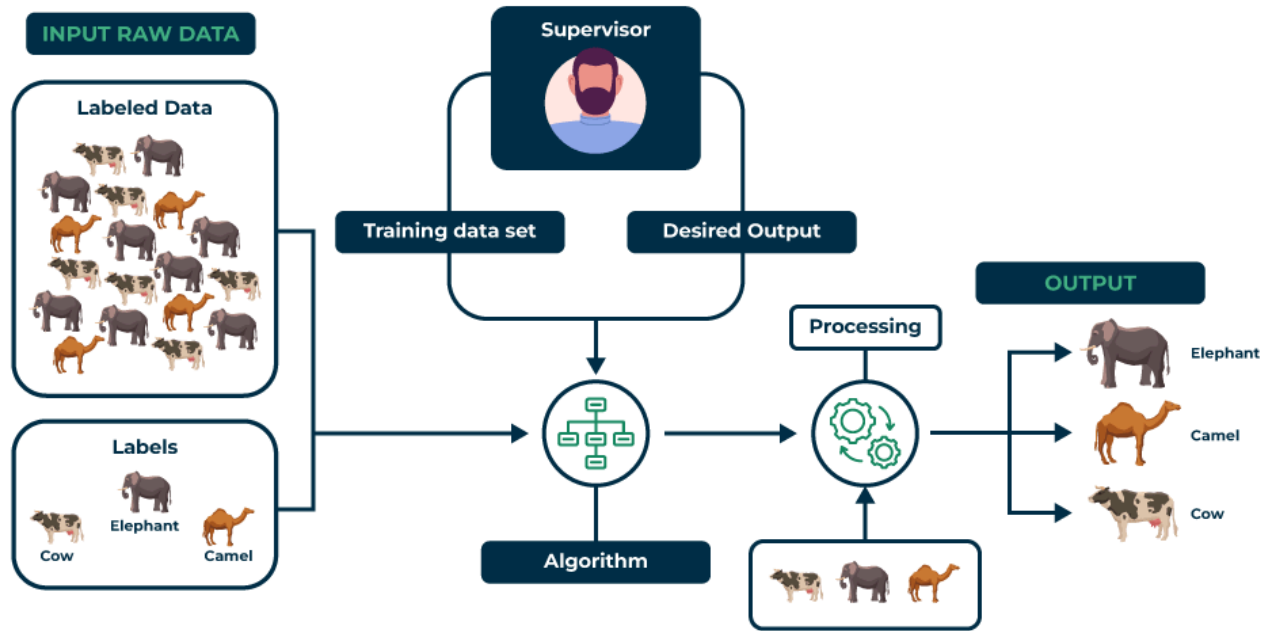 INPUT RAW DATA
Labeled Data
Labels
Elephant
Cow
Camel
Supervisor
Training data set
Desired Output
Algorithm
Processing
OUTPUT
Elephant
Camel
Cow